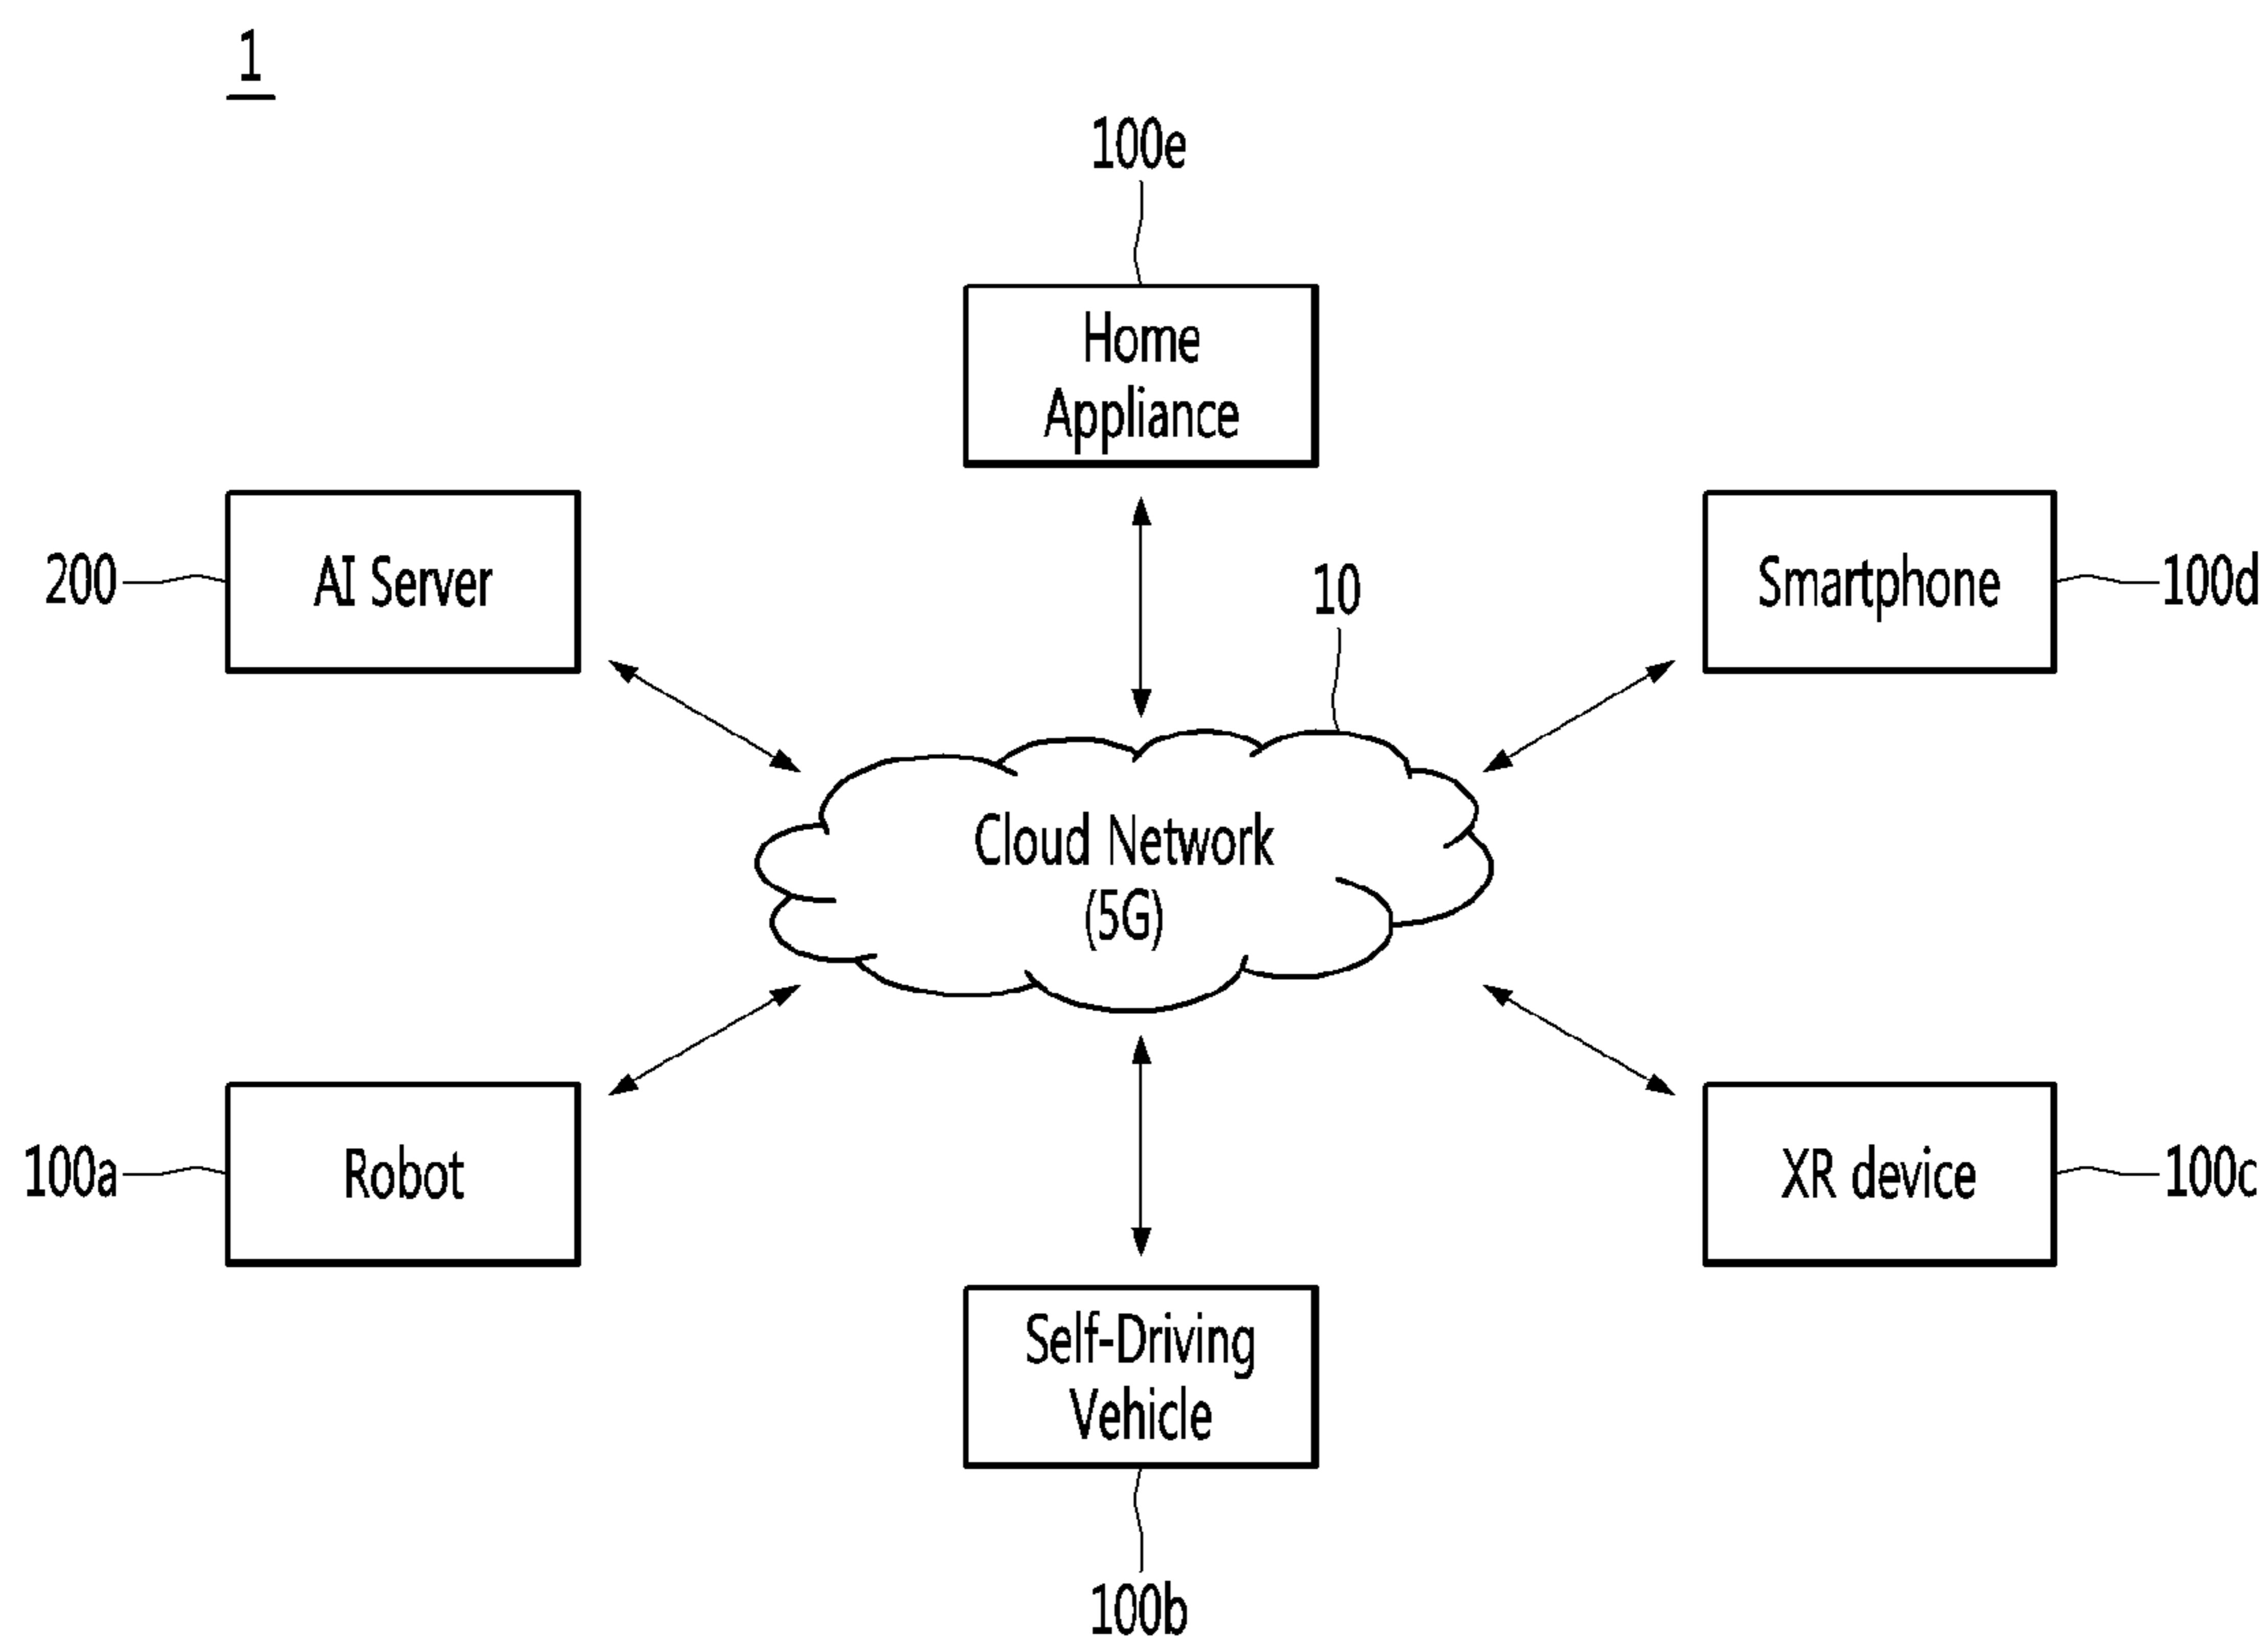 1
100e
Home
Appliance
200
AI Server
10
Smartphone
100d
Cloud Network
(5G)
100a
Robot
XR device
100c
Self-Driving
Vehicle
100b